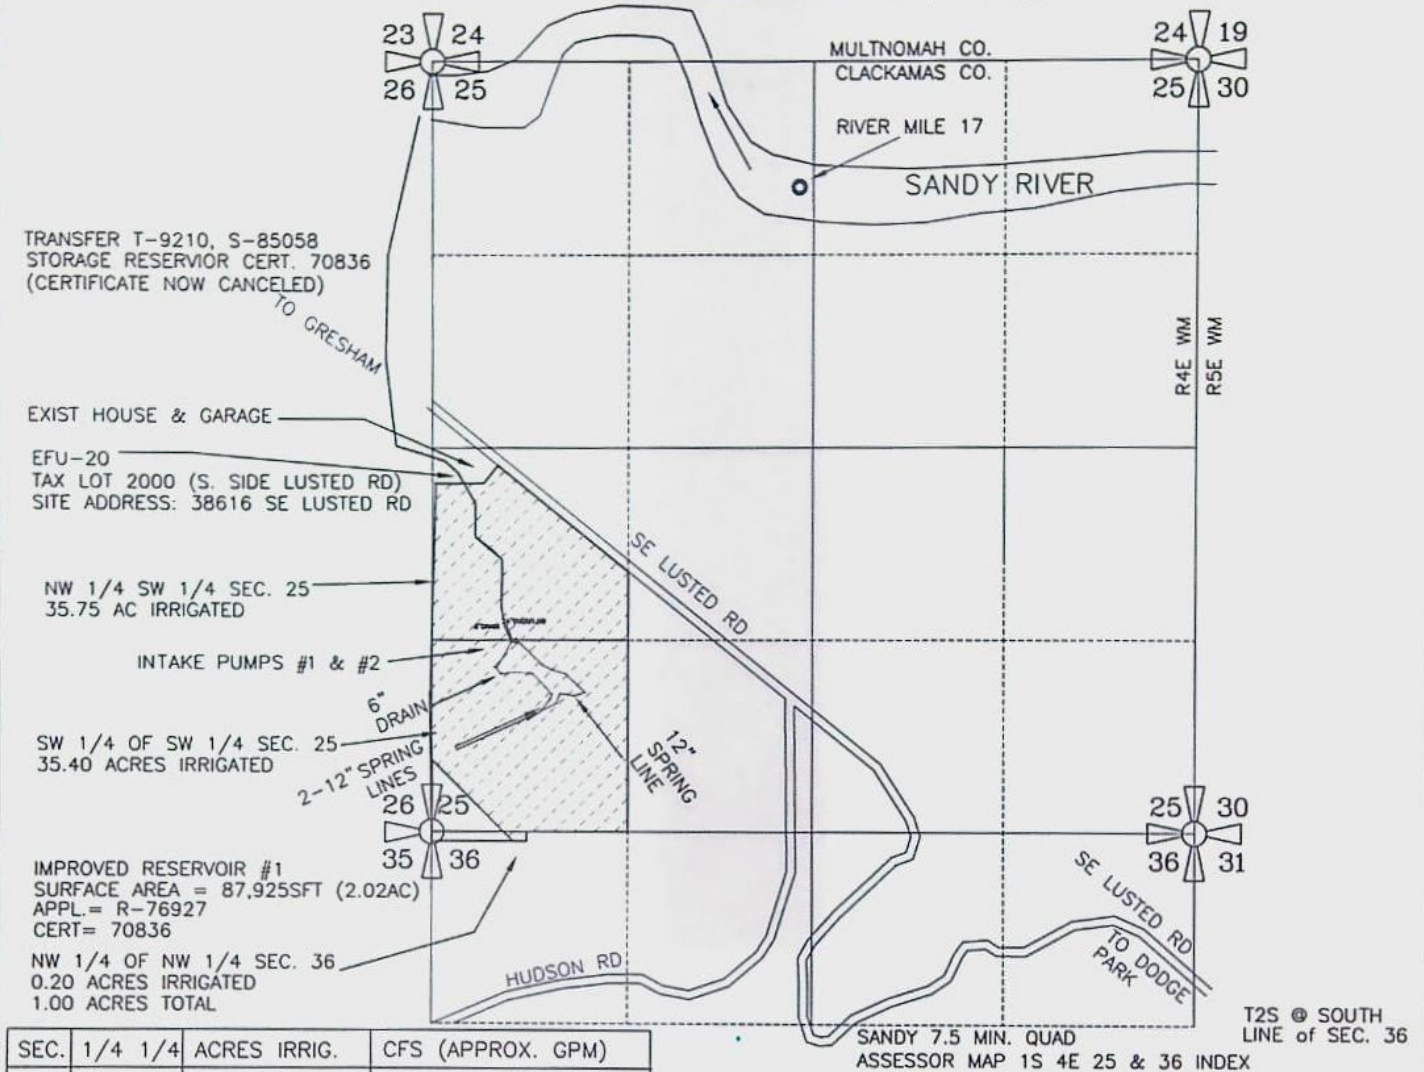 23 24
26 25
24 19
25 30
MULTNOMAH CO.
CLACKAMAS CO.
RIVER MILE 17
SANDY RIVER
TRANSFER T-9210, S-85058
STORAGE RESERVIOR CERT. 70836
(CERTIFICATE NOW CANCELED)
TO GRESHAM
R4E WM
R5E WM
EXIST HOUSE & GARAGE
EFU-20
TAX LOT 2000 (S. SIDE LUSTED RD)
SITE ADDRESS: 38616 SE LUSTED RD
SE LUSTED RD
NW 1/4 SW 1/4 SEC. 25
35.75 AC IRRIGATED
INTAKE PUMPS #1 & #2
6"
DRAIN
SW 1/4 OF SW 1/4 SEC. 25
35.40 ACRES IRRIGATED
2-12" SPRING
LINES
12"
SPRING
LINE
26 25
35 36
25 30
36 31
IMPROVED RESERVOIR #1
SURFACE AREA = 87,925SFT (2.02AC)
APPL.= R-76927
CERT= 70836
NW 1/4 OF NW 1/4 SEC. 36
0.20 ACRES IRRIGATED
1.00 ACRES TOTAL
HUDSON RD
SE LUSTED RD
TO DODGE
PARK
T2S @ SOUTH
LINE of SEC. 36
SANDY 7.5 MIN. QUAD
ASSESSOR MAP 1S 4E 25 & 36 INDEX
SEC. 1/4 1/4 ACRES IRRIG. CFS (APPROX. GPM)